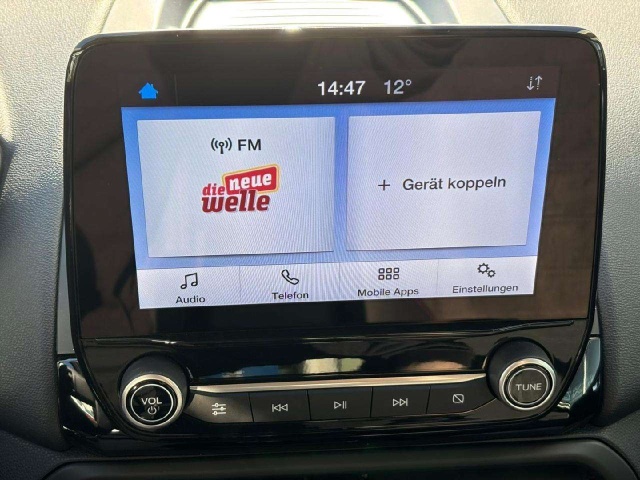 14:47 12°
FM
die neue
welle
+ Gerät koppeln
Audio
Telefon
Mobile Apps
Einstellungen
VOL
TUNE